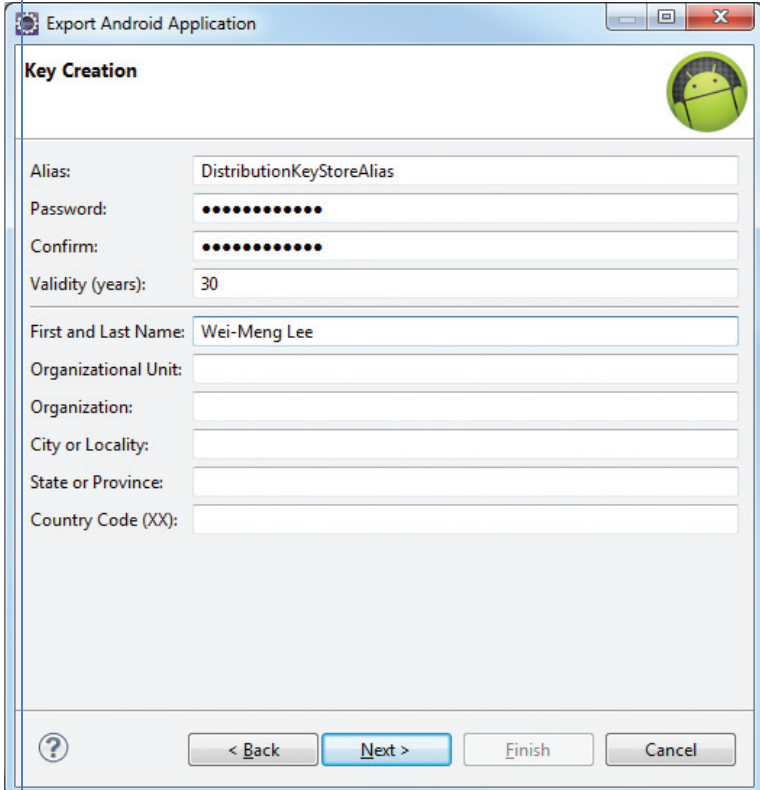 Export Android Application
Key Creation
Alias: DistributionKeyStoreAlias
Password: ●●●●●●●●●●●●
Confirm: ●●●●●●●●●●●●
Validity (years): 30
First and Last Name: Wei-Meng Lee
Organizational Unit:
Organization:
City or Locality:
State or Province:
Country Code (XX):
? < Back Next > Finish Cancel